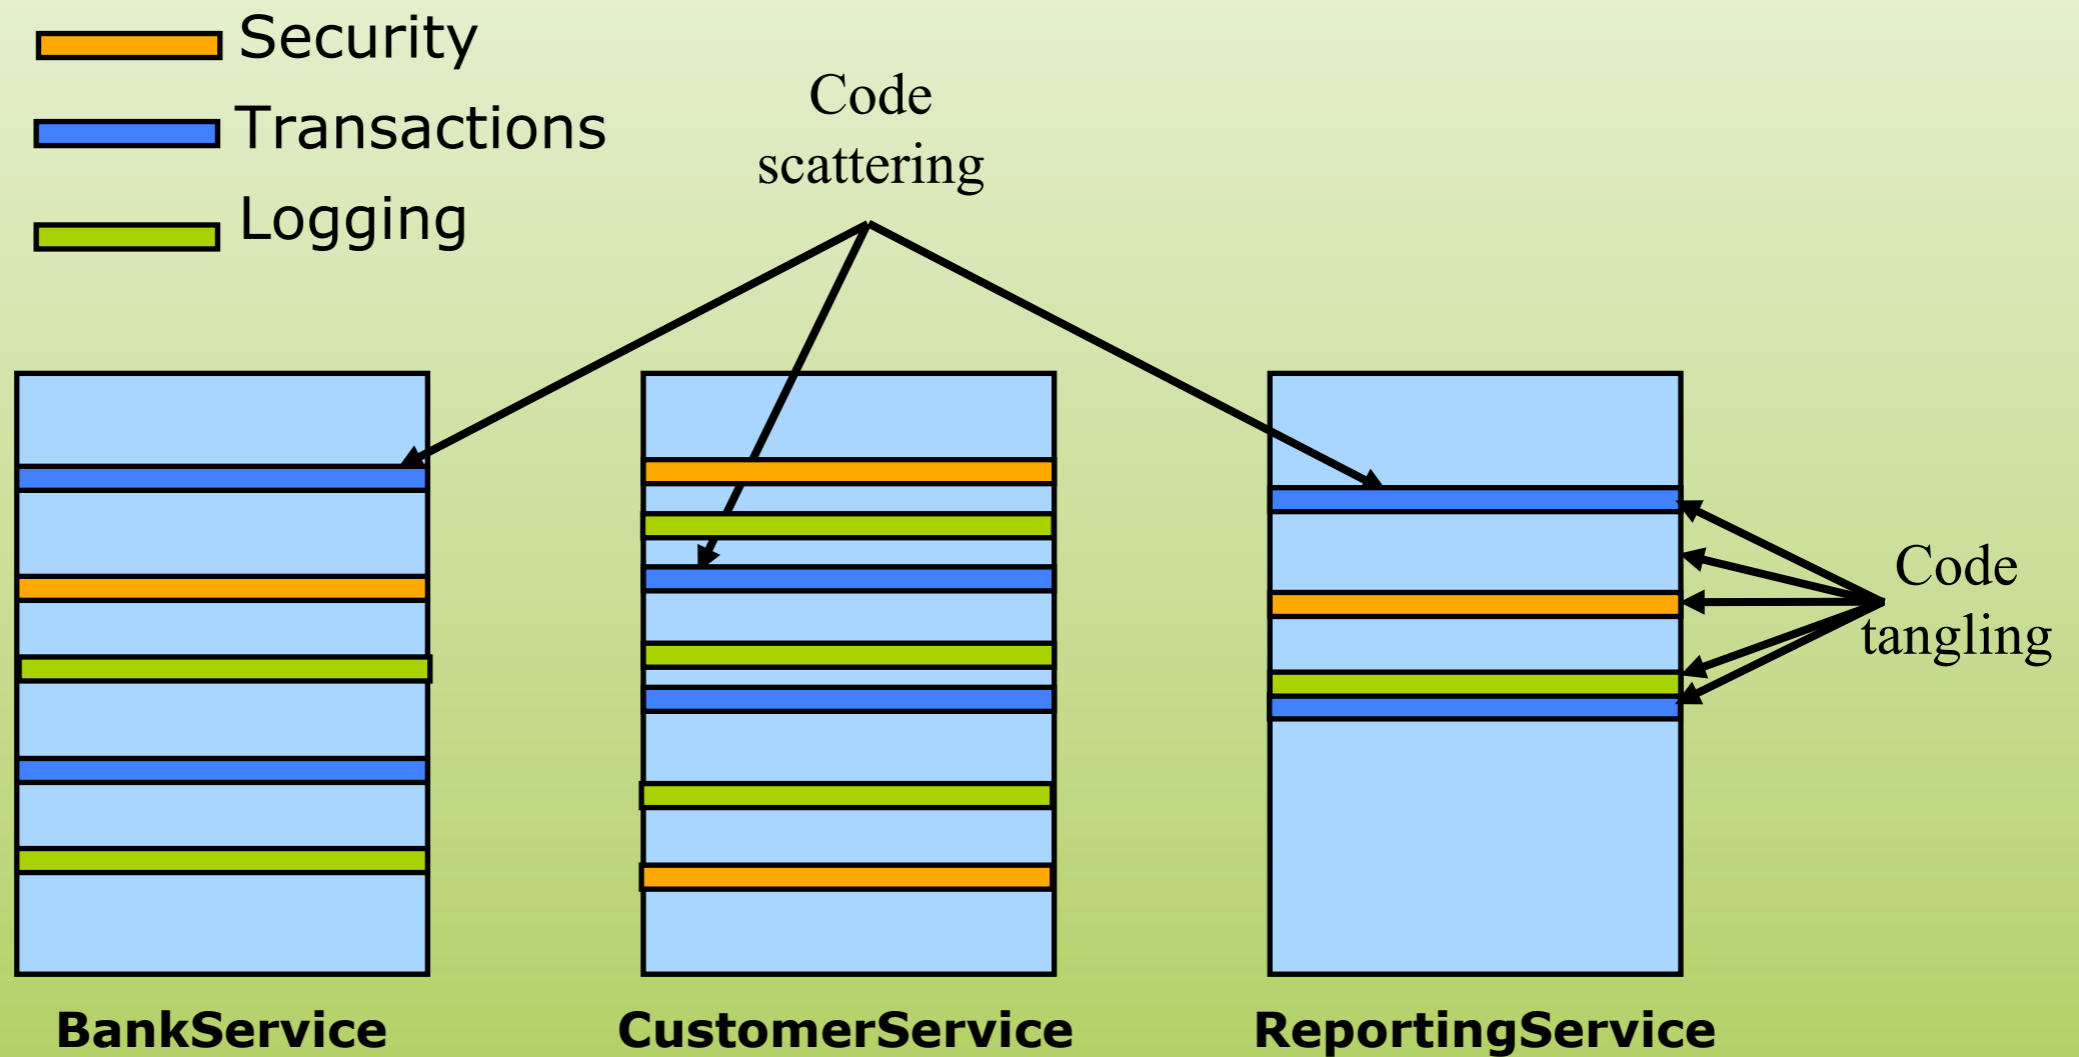 Security
Transactions
Logging
Code
scattering
Code
tangling
BankService
CustomerService
ReportingService